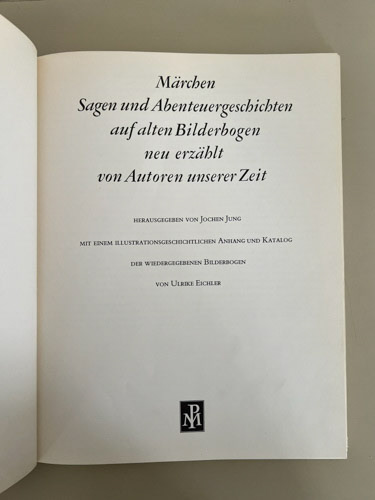 Märchen
Sagen und Abenteuergeschichten
auf alten Bilderbogen
neu erzählt
von Autoren unserer Zeit
HERAUSGEGEBEN VON JOCHEN JUNG
MIT EINEM ILLUSTRATIONSGESCHICHTLICHEN ANHANG UND KATALOG
DER WIEDERGEGEBENEN BILDERBOGEN
VON ULRIKE EICHLER
PM